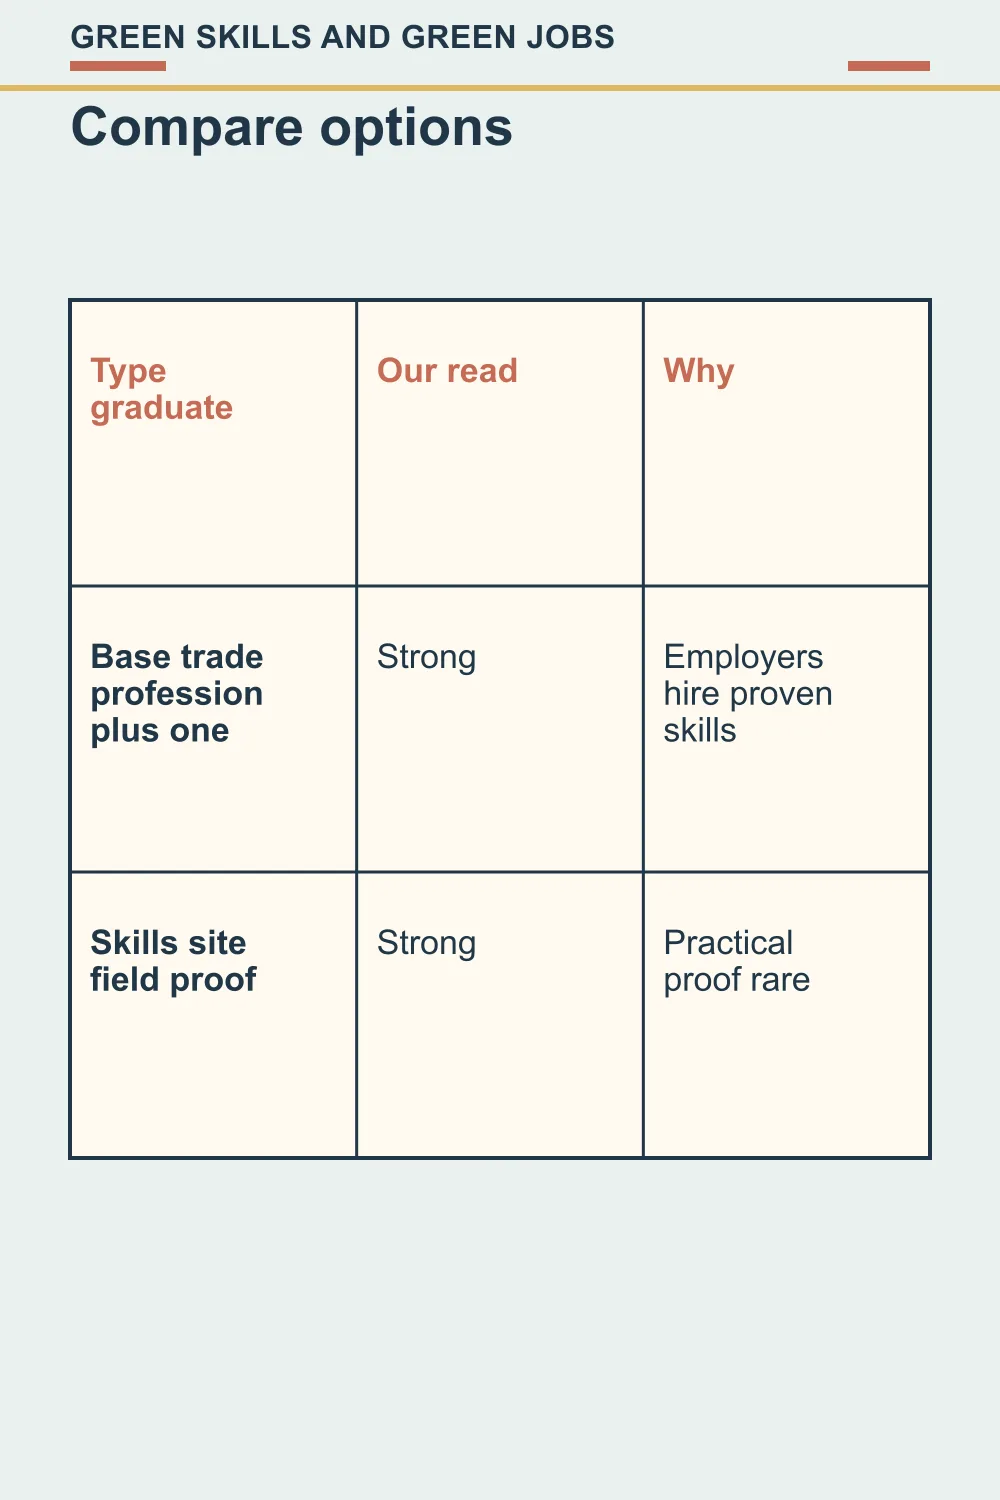 GREEN SKILLS AND GREEN JOBS
Compare options
Type
graduate
Our read
Why
Base trade
profession
plus one
Strong
Employers
hire proven
skills
Skills site
field proof
Strong
Practical
proof rare